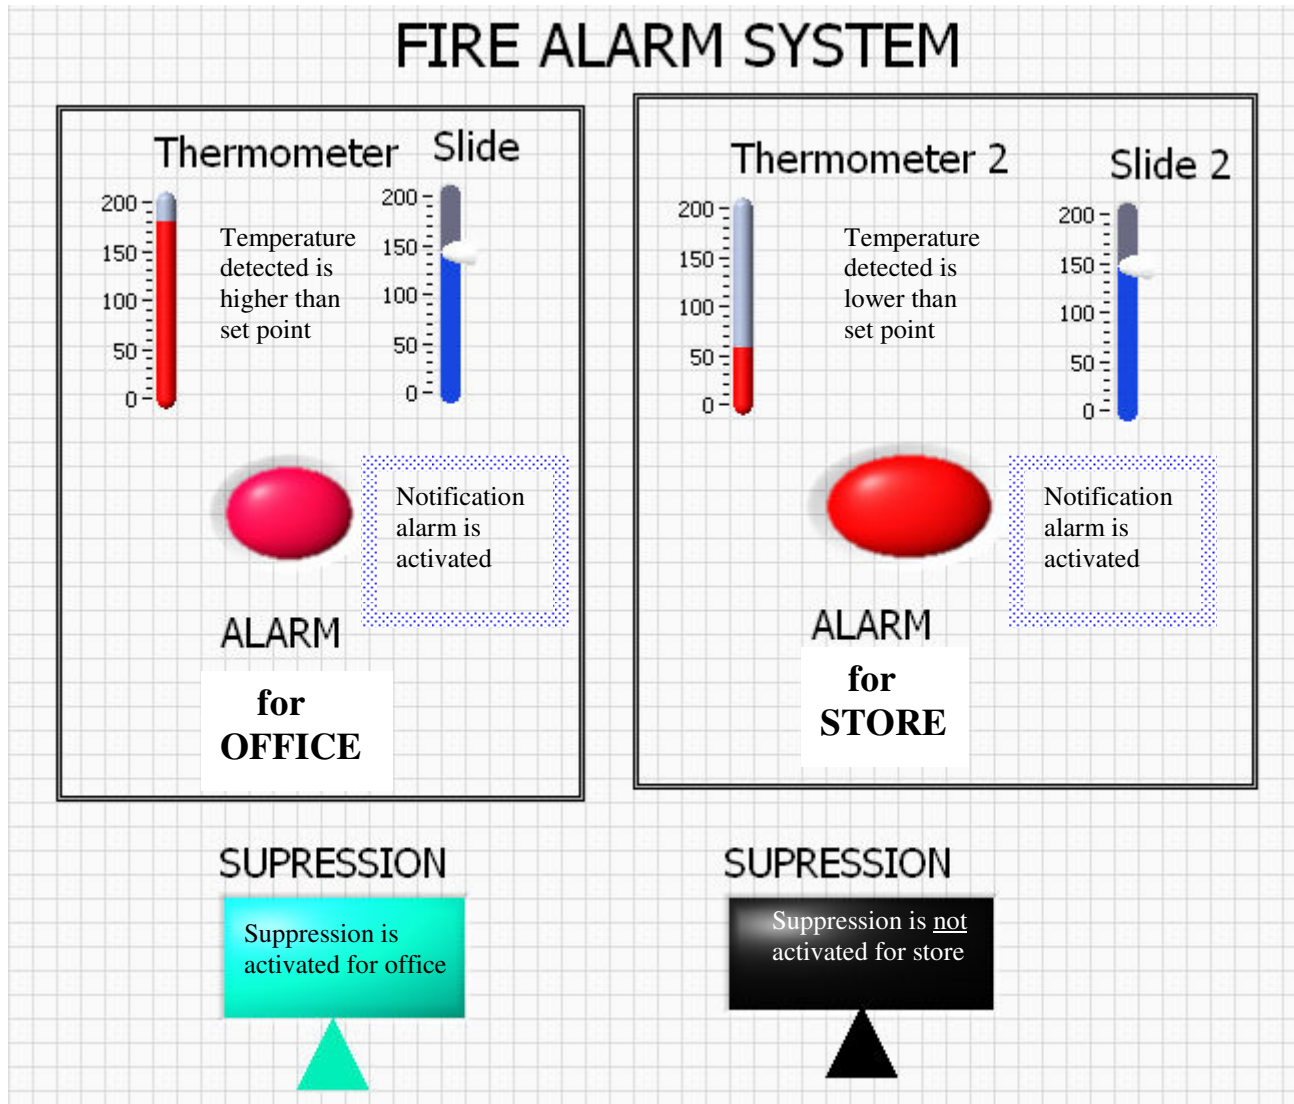 FIRE ALARM SYSTEM
Thermometer
Slide
200
150
100
50
0
Temperature
detected is
higher than
set point
200
150
100
50
0
Notification
alarm is
activated
ALARM
for
OFFICE
Thermometer 2
Slide 2
200
150
100
50
0
Temperature
detected is
lower than
set point
200
150
100
50
0
Notification
alarm is
activated
ALARM
for
STORE
SUPRESSION
Suppression is
activated for office
SUPRESSION
Suppression is not
activated for store